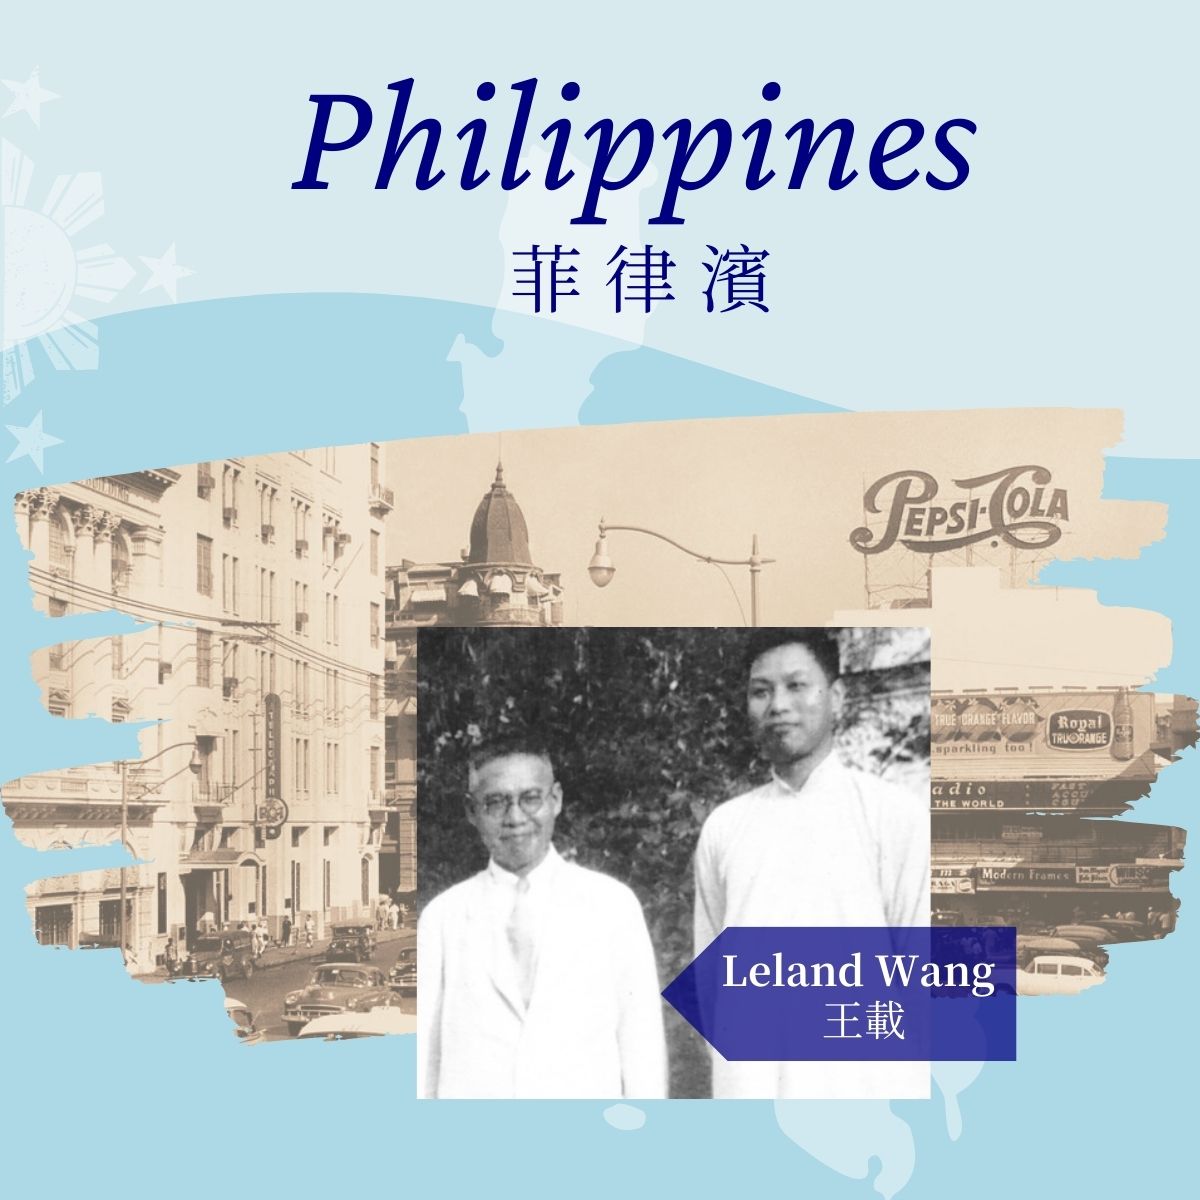 Philippines
菲律濱
PEPSI-COLA
TELEGRAPH
TRUE ORANGE FLAVOR
sparkling too!
Royal
TRU-ORANGE
adio
THE WORLD
Modern Frames
Leland Wang
王載